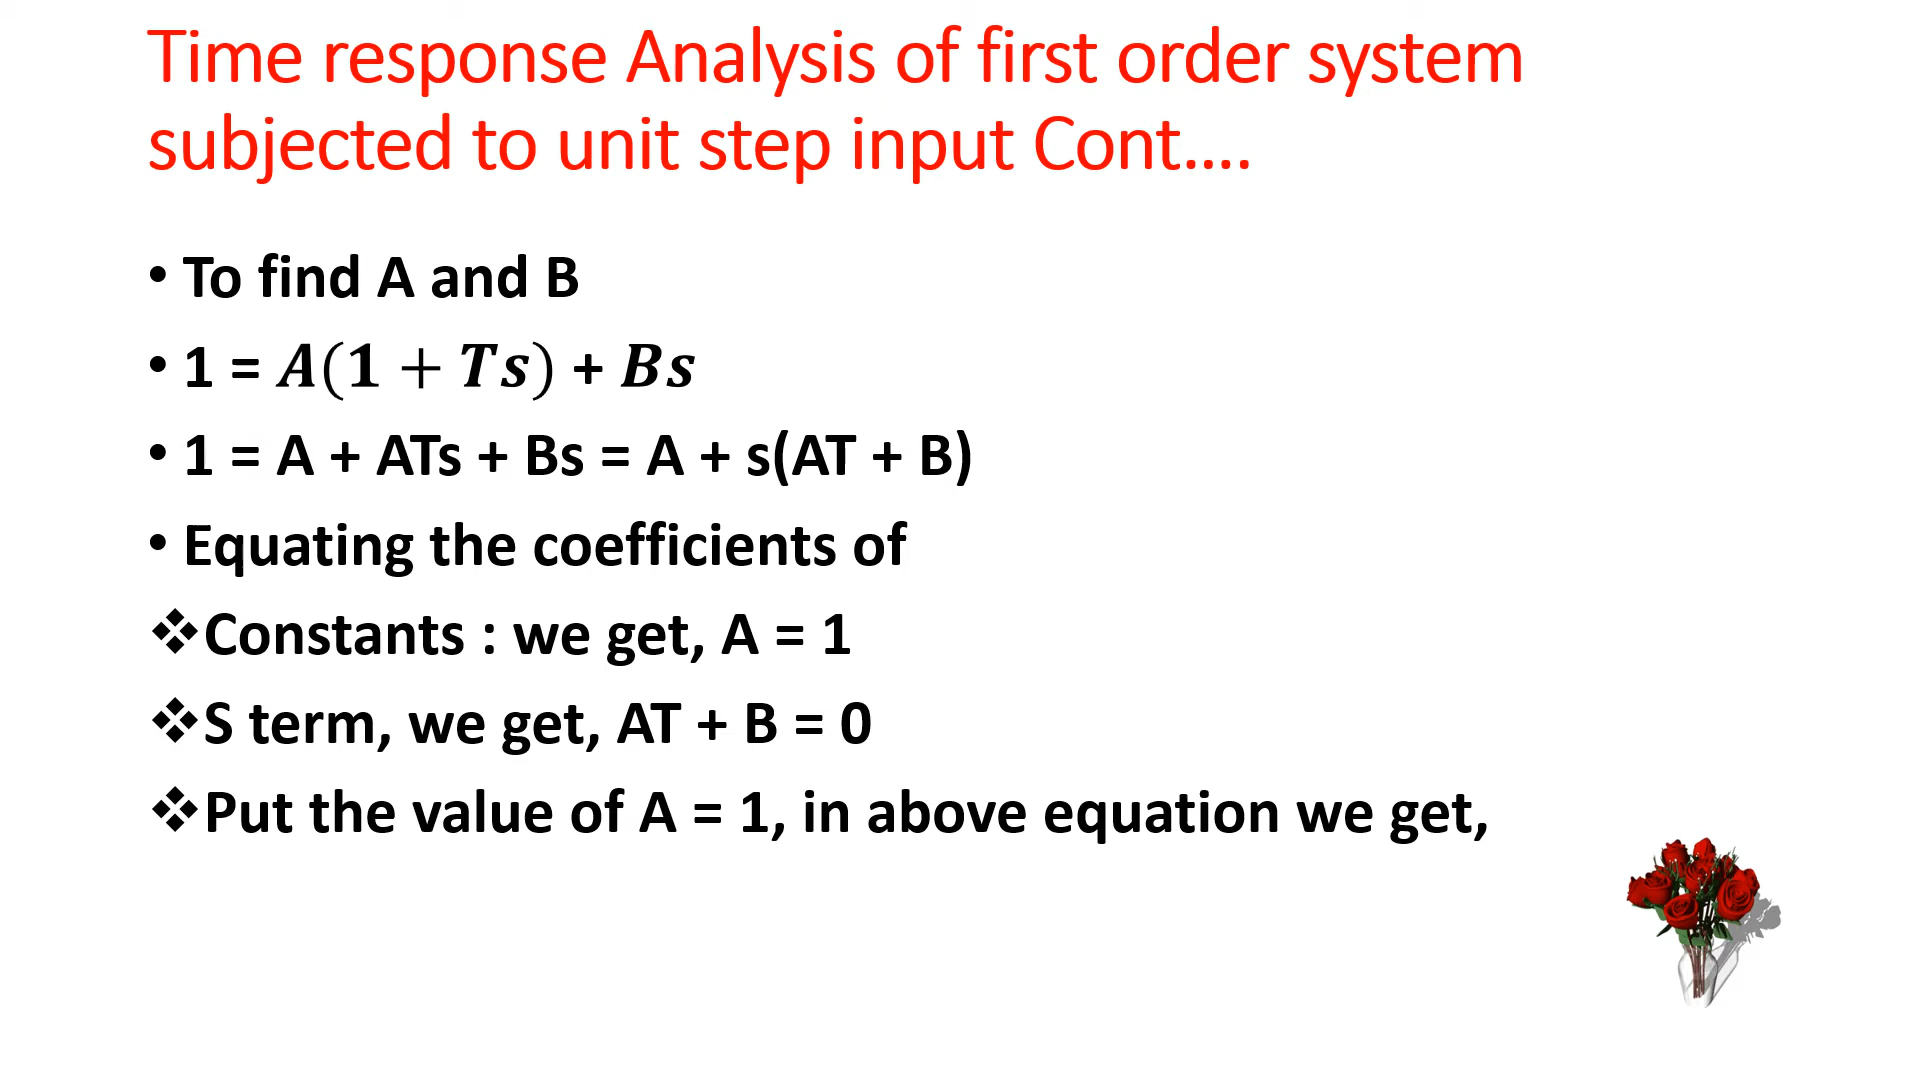 Time response Analysis of first order system
subjected to unit step input Cont....
• To find A and B
• 1 = A(1 + Ts) + Bs
• 1 = A + ATs + Bs = A + s(AT + B)
• Equating the coefficients of
❖Constants : we get, A = 1
❖S term, we get, AT + B = 0
❖Put the value of A = 1, in above equation we get,